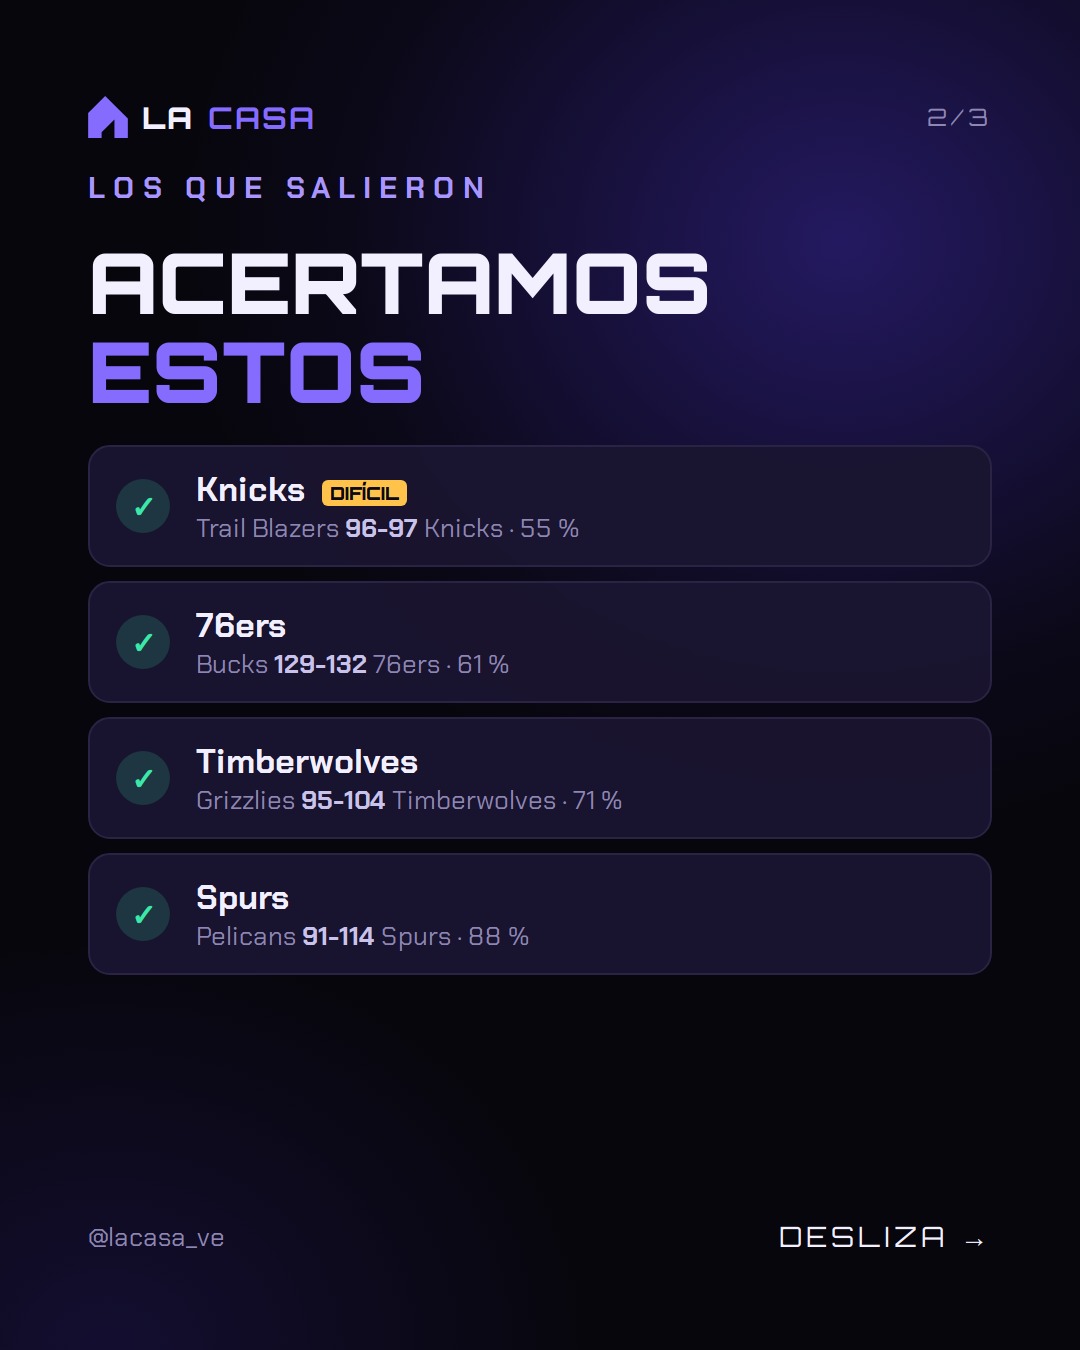 LA CASA
2/3
LOS QUE SALIERON
ACERTAMOS
ESTOS
✓
Knicks DIFÍCIL
Trail Blazers 96-97 Knicks · 55 %
✓
76ers
Bucks 129-132 76ers · 61 %
✓
Timberwolves
Grizzlies 95-104 Timberwolves · 71 %
✓
Spurs
Pelicans 91-114 Spurs · 88 %
@lacasa_ve
DESLIZA →